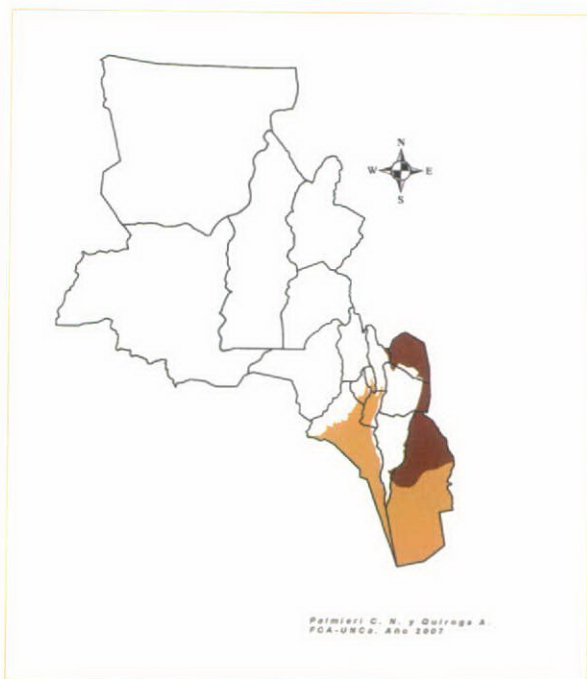 N
W E
S
Palmieri C. N. y Quiroga A.
FCA-UNCa. Año 2007